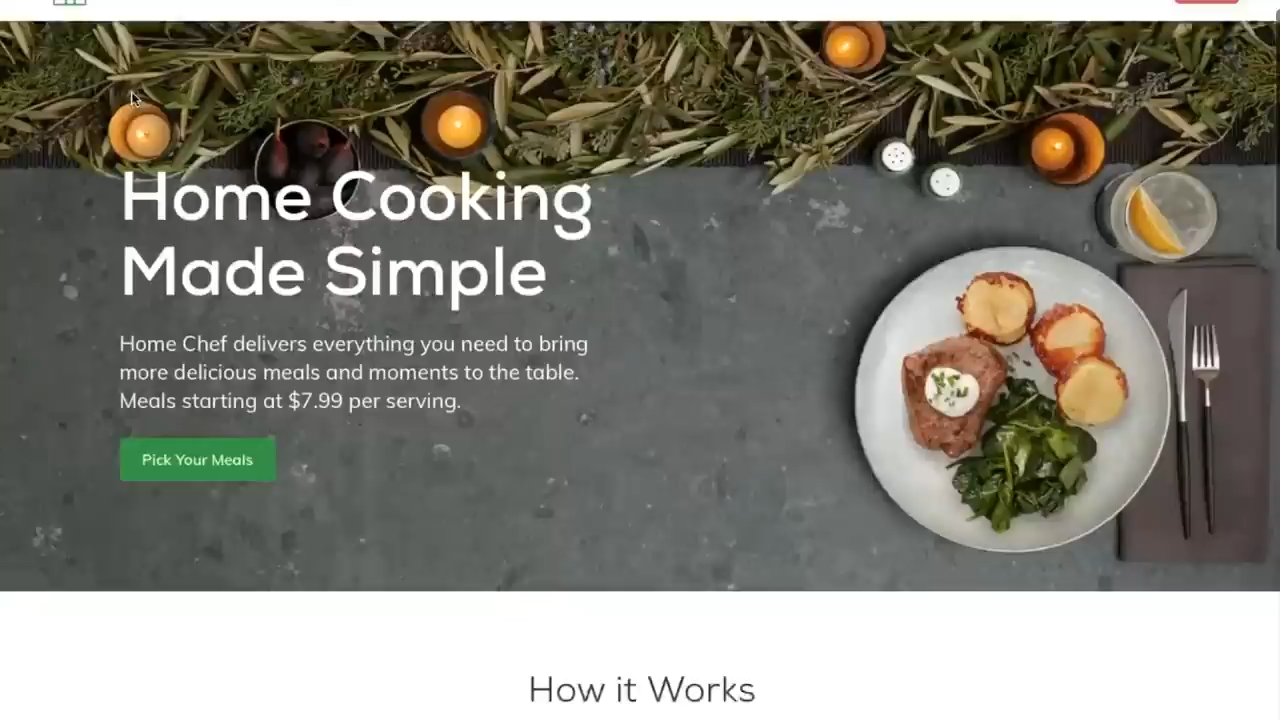 Home Cooking
Made Simple
Home Chef delivers everything you need to bring
more delicious meals and moments to the table.
Meals starting at $7.99 per serving.
Pick Your Meals
How it Works